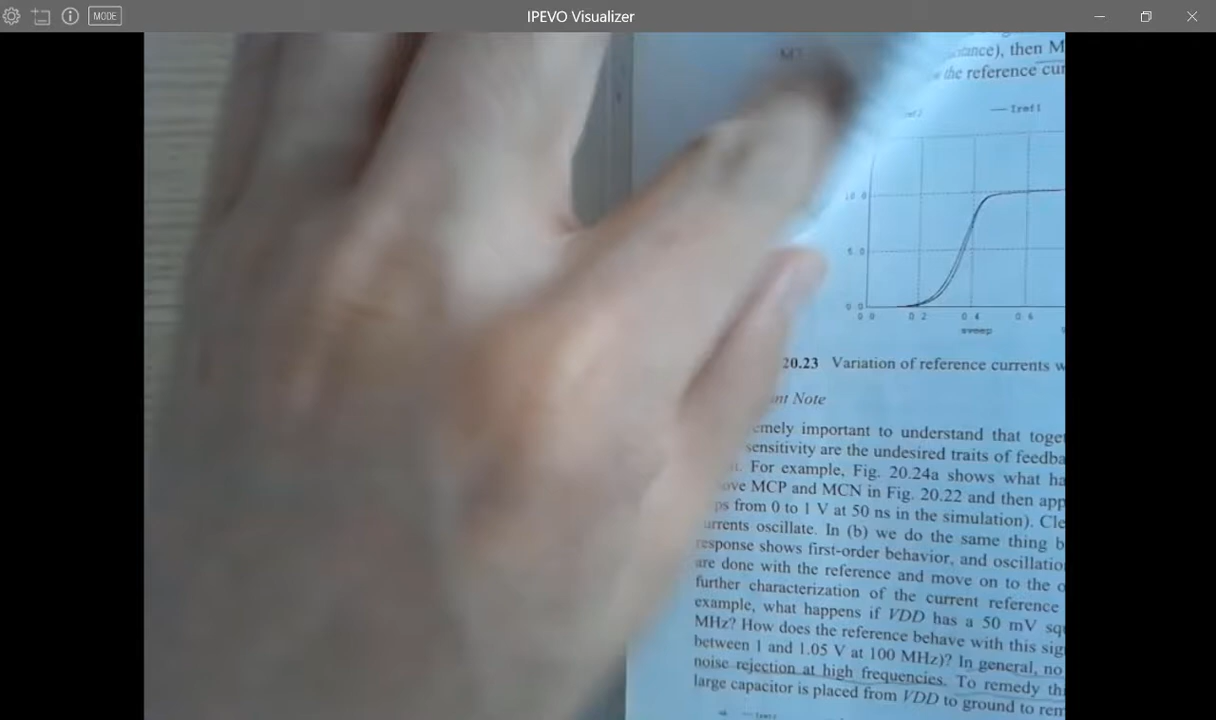 MODE
IPEVO Visualizer
tance), then M
the reference cur
Iref1
10.0
5.0
0.0
0.0 0.2 0.4 0.6
sweep
20.23 Variation of reference currents w
nt Note
emely important to understand that toge
sensitivity are the undesired traits of feedba
. For example, Fig. 20.24a shows what ha
ove MCP and MCN in Fig. 20.22 and then app
ps from 0 to 1 V at 50 ns in the simulation). Cle
urrents oscillate. In (b) we do the same thing b
response shows first-order behavior, and oscillatio
are done with the reference and move on to the o
further characterization of the current reference
example, what happens if VDD has a 50 mV squ
MHz? How does the reference behave with this sig
between 1 and 1.05 V at 100 MHz)? In general, no
noise rejection at high frequencies. To remedy thi
large capacitor is placed from VDD to ground to rem